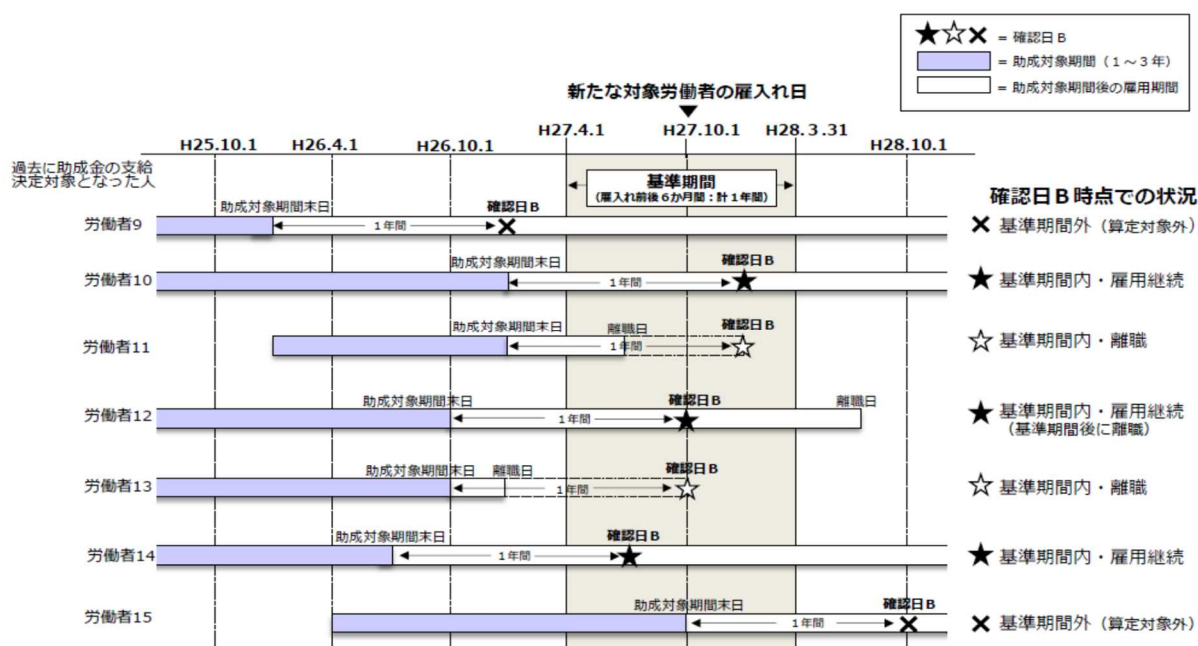 ★☆✕ = 確認日B
= 助成対象期間（1～3年）
= 助成対象期間後の雇用期間
新たな対象労働者の雇入れ日
▼
H25.10.1 H26.4.1 H26.10.1 H27.4.1 H27.10.1 H28.3.31 H28.10.1
過去に助成金の支給
決定対象となった人
基準期間
（雇入れ前後6か月間：計1年間）
確認日B時点での状況
助成対象期間末日 確認日B
労働者9 1年間 ✕ ✕ 基準期間外（算定対象外）
助成対象期間末日 確認日B
労働者10 1年間 ★ ★ 基準期間内・雇用継続
助成対象期間末日 離職日 確認日B
労働者11 1年間 ☆ ☆ 基準期間内・離職
助成対象期間末日 確認日B 離職日
労働者12 1年間 ★ ★ 基準期間内・雇用継続
（基準期間後に離職）
助成対象期間末日 離職日 確認日B
労働者13 1年間 ☆ ☆ 基準期間内・離職
助成対象期間末日 確認日B
労働者14 1年間 ★ ★ 基準期間内・雇用継続
助成対象期間末日 確認日B
労働者15 1年間 ✕ ✕ 基準期間外（算定対象外）